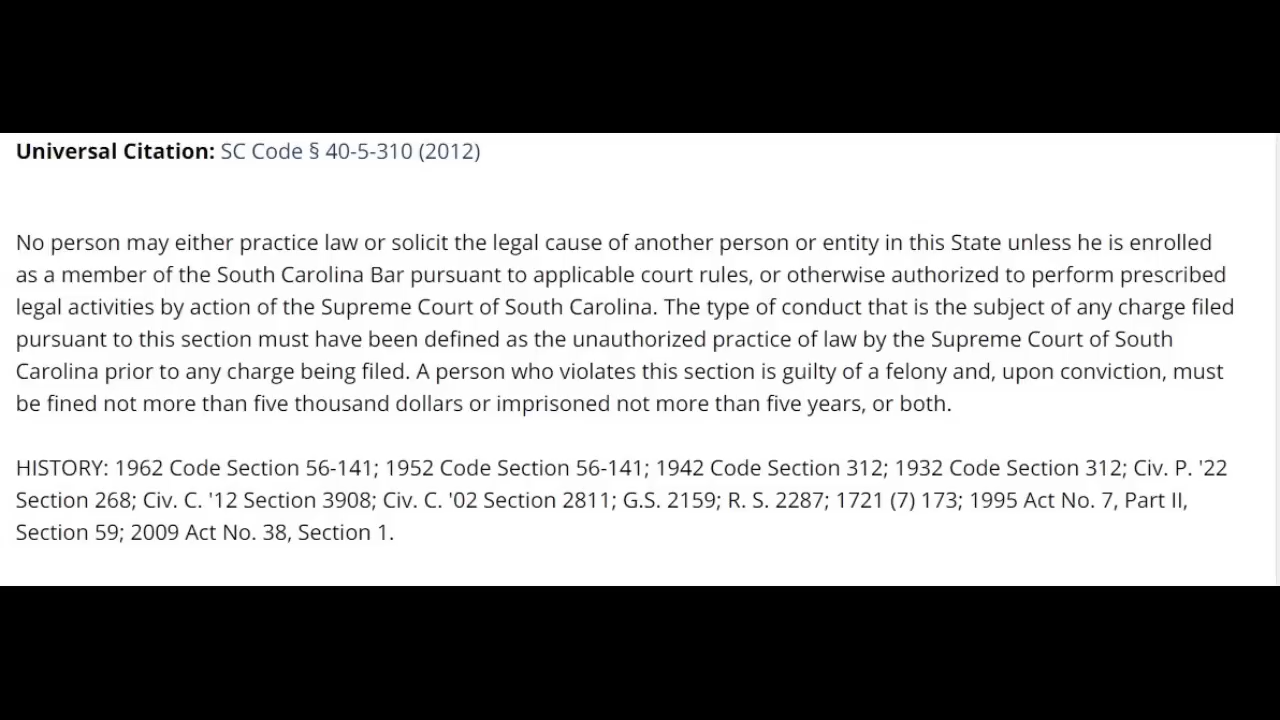 Universal Citation: SC Code § 40-5-310 (2012)
No person may either practice law or solicit the legal cause of another person or entity in this State unless he is enrolled
as a member of the South Carolina Bar pursuant to applicable court rules, or otherwise authorized to perform prescribed
legal activities by action of the Supreme Court of South Carolina. The type of conduct that is the subject of any charge filed
pursuant to this section must have been defined as the unauthorized practice of law by the Supreme Court of South
Carolina prior to any charge being filed. A person who violates this section is guilty of a felony and, upon conviction, must
be fined not more than five thousand dollars or imprisoned not more than five years, or both.
HISTORY: 1962 Code Section 56-141; 1952 Code Section 56-141; 1942 Code Section 312; 1932 Code Section 312; Civ. P. '22
Section 268; Civ. C. '12 Section 3908; Civ. C. '02 Section 2811; G.S. 2159; R. S. 2287; 1721 (7) 173; 1995 Act No. 7, Part II,
Section 59; 2009 Act No. 38, Section 1.